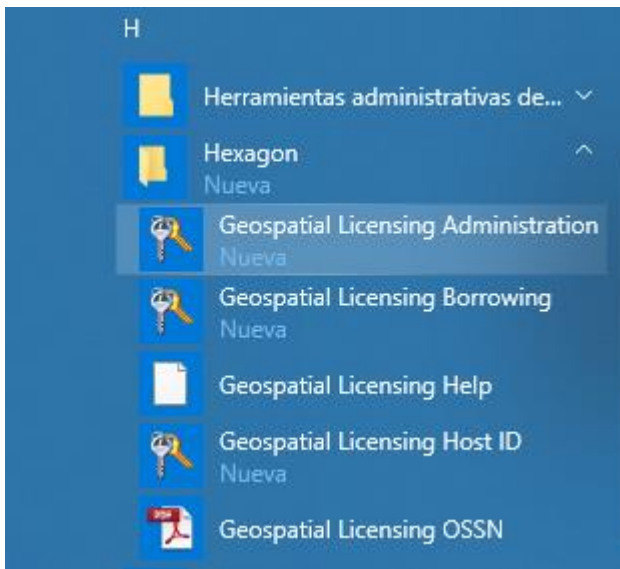 H
Herramientas administrativas de...
Hexagon
Nueva
Geospatial Licensing Administration
Nueva
Geospatial Licensing Borrowing
Nueva
Geospatial Licensing Help
Geospatial Licensing Host ID
Nueva
PDF
Geospatial Licensing OSSN